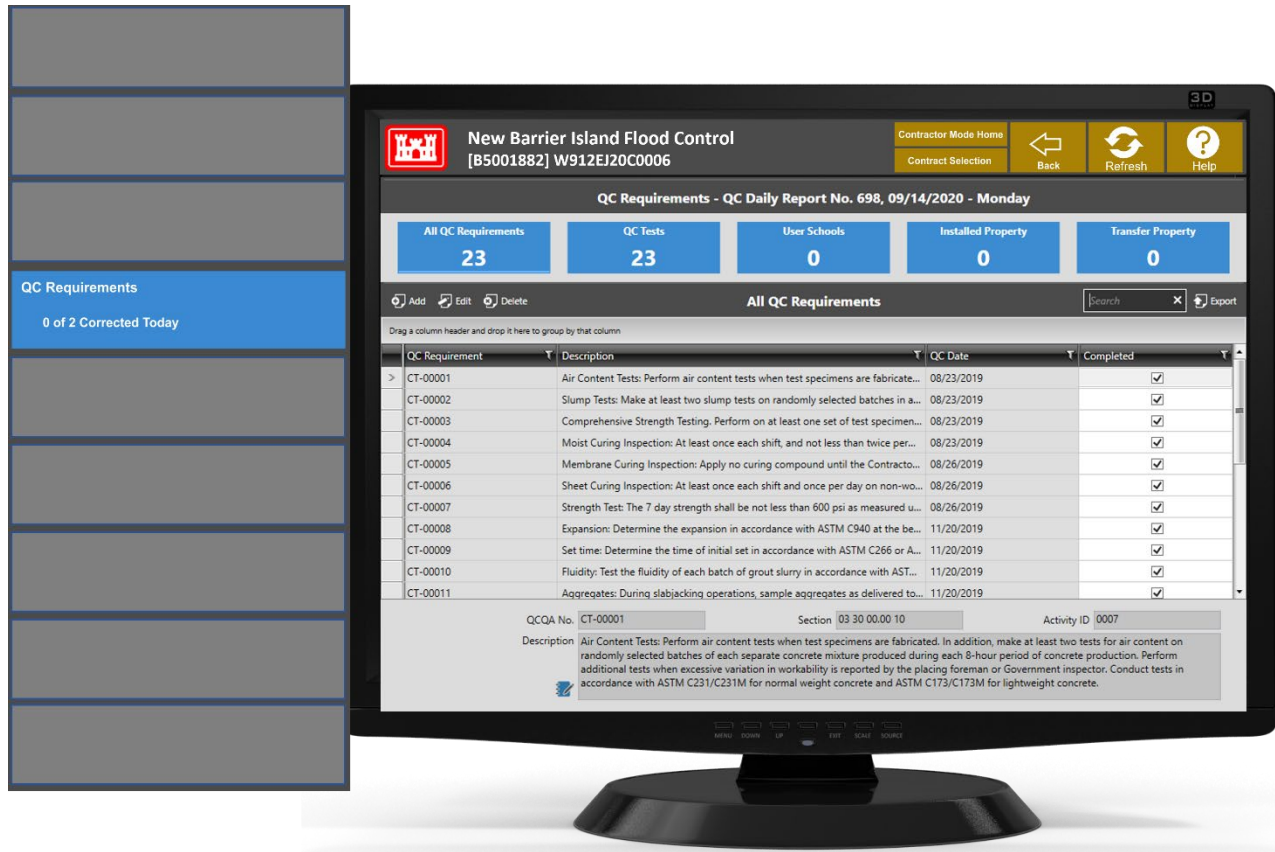 QC Requirements
0 of 2 Corrected Today
3D
DISPLAY
New Barrier Island Flood Control
[B5001882] W912EJ20C0006
Contractor Mode Home
Contract Selection
Back
Refresh
Help
QC Requirements - QC Daily Report No. 698, 09/14/2020 - Monday
All QC Requirements
23
QC Tests
23
User Schools
0
Installed Property
0
Transfer Property
0
Add Edit Delete
All QC Requirements
Search
Export
Drag a column header and drop it here to group by that column
QC Requirement Description QC Date Completed
CT-00001 Air Content Tests: Perform air content tests when test specimens are fabricate... 08/23/2019
CT-00002 Slump Tests: Make at least two slump tests on randomly selected batches in a... 08/23/2019
CT-00003 Comprehensive Strength Testing. Perform on at least one set of test specimen... 08/23/2019
CT-00004 Moist Curing Inspection: At least once each shift, and not less than twice per... 08/23/2019
CT-00005 Membrane Curing Inspection: Apply no curing compound until the Contracto... 08/26/2019
CT-00006 Sheet Curing Inspection: At least once each shift and once per day on non-wo... 08/26/2019
CT-00007 Strength Test: The 7 day strength shall be not less than 600 psi as measured u... 08/26/2019
CT-00008 Expansion: Determine the expansion in accordance with ASTM C940 at the be... 11/20/2019
CT-00009 Set time: Determine the time of initial set in accordance with ASTM C266 or A... 11/20/2019
CT-00010 Fluidity: Test the fluidity of each batch of grout slurry in accordance with AST... 11/20/2019
CT-00011 Aggregates: During slabjacking operations, sample aggregates as delivered to... 11/20/2019
QCQA No. CT-00001 Section 03 30 00.00 10 Activity ID 0007
Description Air Content Tests: Perform air content tests when test specimens are fabricated. In addition, make at least two tests for air content on
randomly selected batches of each separate concrete mixture produced during each 8-hour period of concrete production. Perform
additional tests when excessive variation in workability is reported by the placing foreman or Government inspector. Conduct tests in
accordance with ASTM C231/C231M for normal weight concrete and ASTM C173/C173M for lightweight concrete.
MENU DOWN UP EXIT SCALE SOURCE